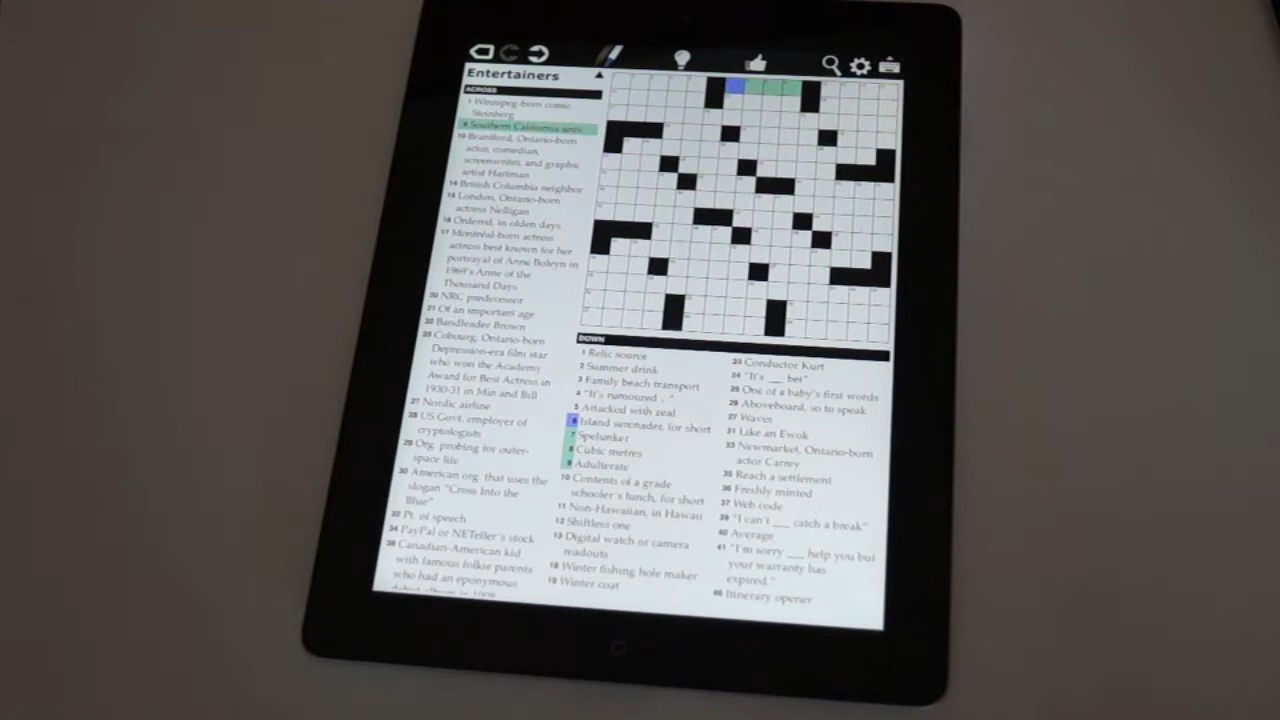 Entertainers
ACROSS
1 Winnipeg-born comic
Steinberg
6 Southern California univ.
10 Brantford, Ontario-born
actor, comedian,
screenwriter, and graphic
artist Hartman
14 British Columbia neighbor
15 London, Ontario-born
actress Nelligan
16 Ordered, in olden days
17 Montréal-born actress
actress best known for her
portrayal of Anne Boleyn in
1969's Anne of the
Thousand Days
20 NRC predecessor
21 Of an important age
22 Bandleader Brown
23 Cobourg, Ontario-born
Depression-era film star
who won the Academy
Award for Best Actress in
1930-31 in Min and Bill
27 Nordic airline
28 US Govt. employer of
cryptologists
29 Org. probing for outer-
space life
30 American org. that uses the
slogan "Cross Into the
Blue"
32 Pt. of speech
34 PayPal or NETeller's stock
38 Canadian-American kid
with famous folkie parents
who had an eponymous
DOWN
1 Relic source
2 Summer drink
3 Family beach transport
4 "It's rumoured . "
5 Attacked with zeal
6 Island serenader, for short
7 Spelunker
8 Cubic metres
9 Adulterate
10 Contents of a grade
schooler's lunch, for short
11 Non-Hawaiian, in Hawaii
12 Shiftless one
13 Digital watch or camera
readouts
18 Winter fishing hole maker
19 Winter coat
23 Conductor Kurt
24 "It's ___ bet"
25 One of a baby's first words
26 Aboveboard, so to speak
27 Waves
31 Like an Ewok
33 Newmarket, Ontario-born
actor Carrey
35 Reach a settlement
36 Freshly minted
37 Web code
39 "I can't ___ catch a break"
40 Average
41 "I'm sorry ___ help you but
your warranty has
expired."
46 Itinerary opener